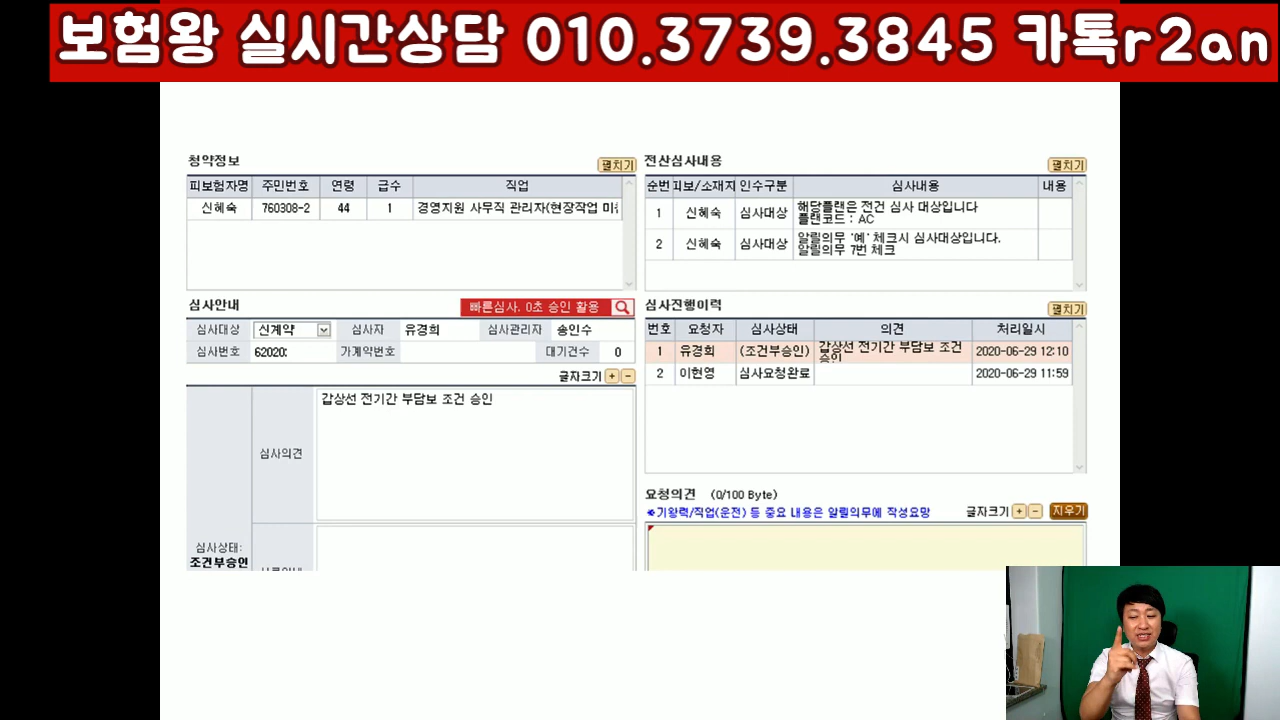 보험왕 실시간상담 010.3739.3845 카톡r2an
청약정보
펼치기
피보험자명 주민번호 연령 급수 직업
신혜숙 760308-2 44 1 경영지원 사무직 관리자(현장작업 미
전산심사내용
펼치기
순번 피보/소재지 인수구분 심사내용 내용
1 신혜숙 심사대상 해당플랜은 전건 심사 대상입니다
플랜코드 : AC
2 신혜숙 심사대상 알릴의무 '예' 체크시 심사대상입니다.
알릴의무 7번 체크
심사안내
빠른심사. 0초 승인 활용
심사대상 신계약 심사자 유경희 심사관리자 송인수
심사번호 62020: 가계약번호 대기건수 0
글자크기 + -
심사의견
갑상선 전기간 부담보 조건 승인
심사상태:
조건부승인
심사진행이력
펼치기
번호 요청자 심사상태 의견 처리일시
1 유경희 (조건부승인) 갑상선 전기간 부담보 조건
승인 2020-06-29 12:10
2 이현영 심사요청완료 2020-06-29 11:59
요청의견 (0/100 Byte)
*기왕력/직업(운전) 등 중요 내용은 알릴의무에 작성요망
글자크기 + - 지우기